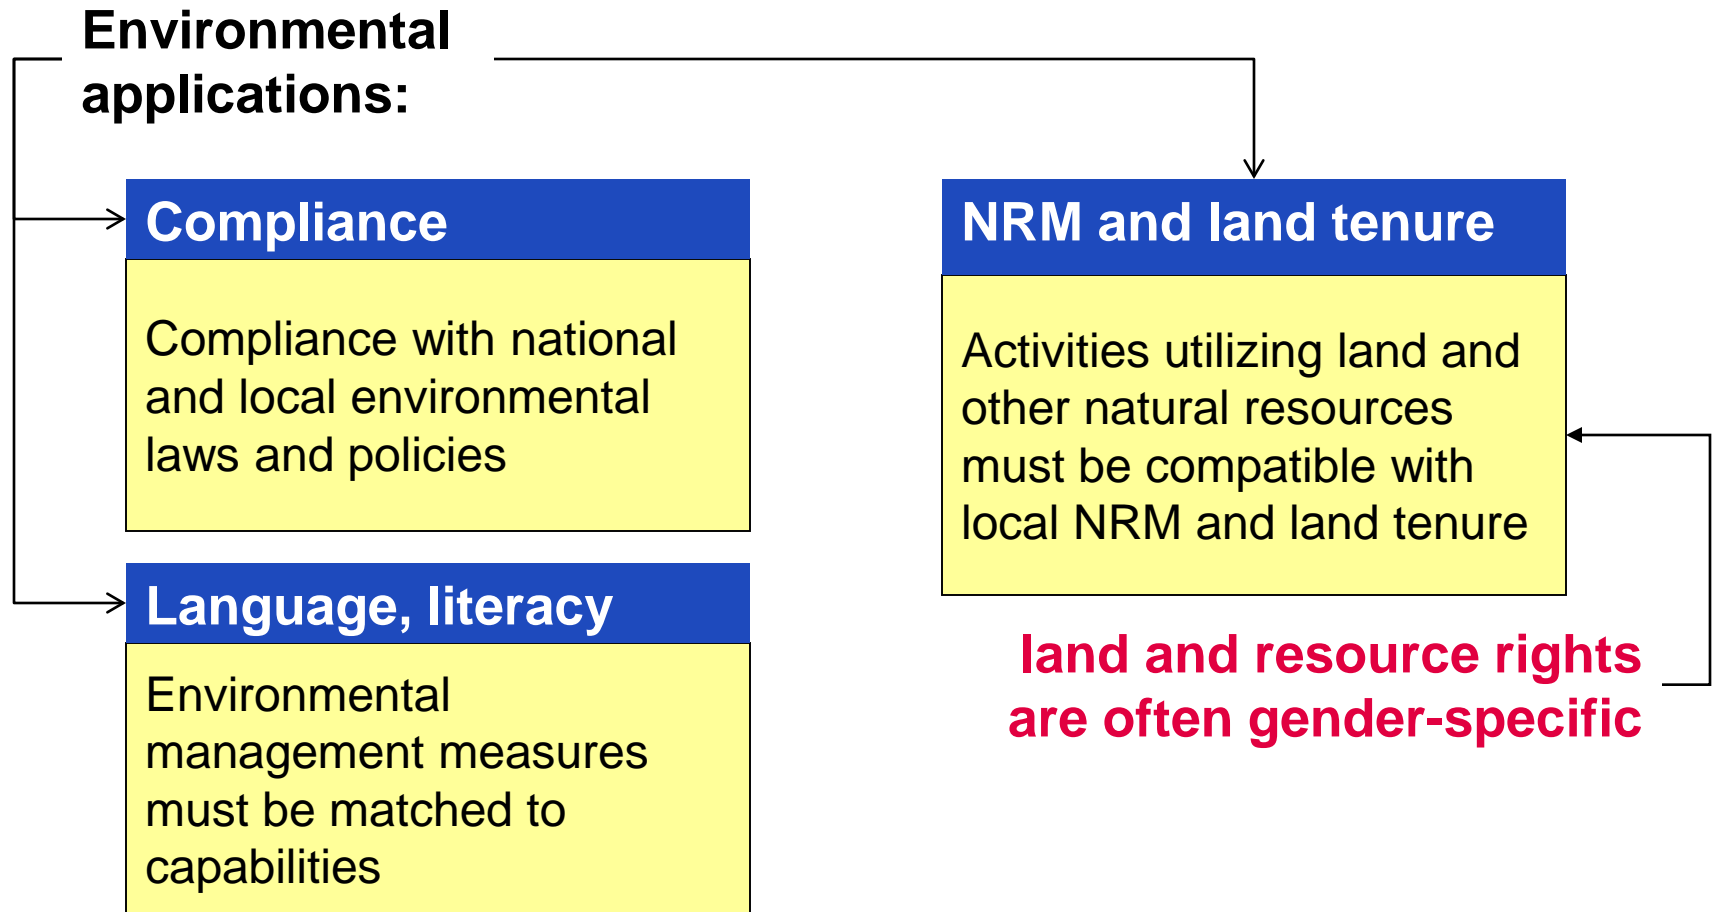 Environmental
applications:
Compliance
Compliance with national
and local environmental
laws and policies
Language, literacy
Environmental
management measures
must be matched to
capabilities
NRM and land tenure
Activities utilizing land and
other natural resources
must be compatible with
local NRM and land tenure
land and resource rights
are often gender-specific